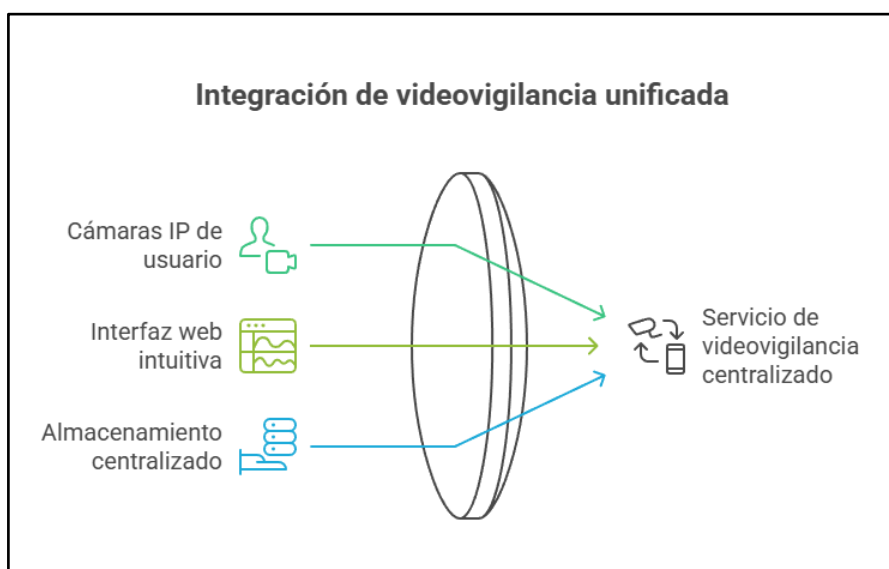 Integración de videovigilancia unificada
Cámaras IP de
usuario
Interfaz web
intuitiva
Almacenamiento
centralizado
Servicio de
videovigilancia
centralizado